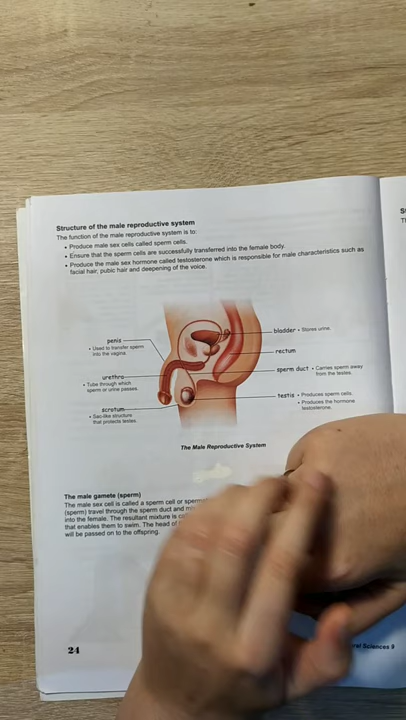 Structure of the male reproductive system
The function of the male reproductive system is to:
• Produce male sex cells called sperm cells.
• Ensure that the sperm cells are successfully transferred into the female body.
• Produce the male sex hormone called testosterone which is responsible for male characteristics such as
facial hair, pubic hair and deepening of the voice.
penis
• Used to transfer sperm
into the vagina.
urethra
• Tube through which
sperm or urine passes.
scrotum
• Sac-like structure
that protects testes.
bladder • Stores urine.
rectum
sperm duct • Carries sperm away
from the testes.
testis • Produces sperm cells.
• Produces the hormone
testosterone.
The Male Reproductive System
The male gamete (sperm)
The male sex cell is called a sperm cell or
(sperm) travel through the sperm duct and
into the female. The resultant mixture is
that enables them to swim. The head of
will be passed on to the offspring.
24
Sciences 9